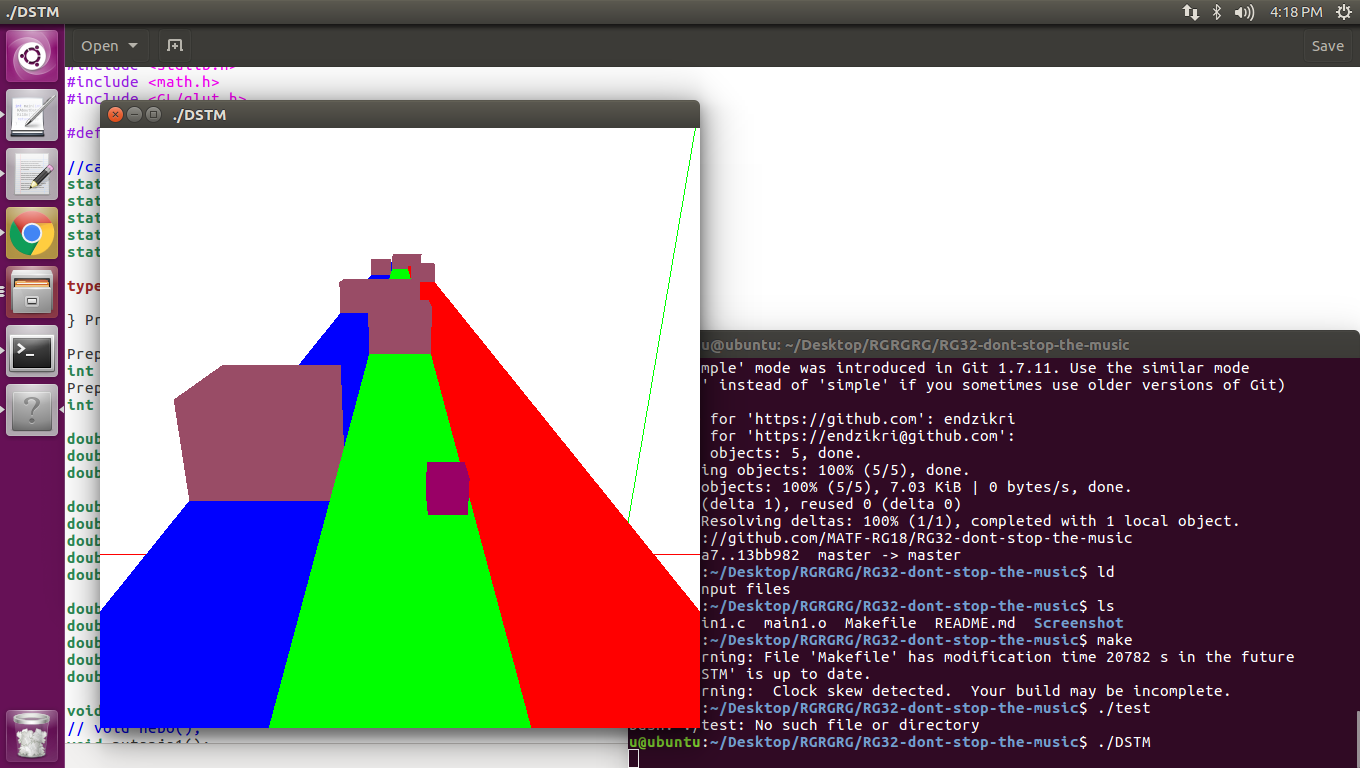 ./DSTM
4:18 PM
Open
Save
#include <math.h>
#include <GL/glut.h>
./DSTM
#def
//ca
stat
stat
stat
stat
stat
type
} Pr
Prep
int
Prep
int
doub
doub
doub
doub
doub
doub
doub
doub
doub
doub
doub
doub
doub
void
// void nebo();
u@ubuntu: ~/Desktop/RGRGRG/RG32-dont-stop-the-music
mple' mode was introduced in Git 1.7.11. Use the similar mode
' instead of 'simple' if you sometimes use older versions of Git)
for 'https://github.com': endzikri
for 'https://endzikri@github.com':
objects: 5, done.
ing objects: 100% (5/5), done.
objects: 100% (5/5), 7.03 KiB | 0 bytes/s, done.
(delta 1), reused 0 (delta 0)
Resolving deltas: 100% (1/1), completed with 1 local object.
://github.com/MATF-RG18/RG32-dont-stop-the-music
a7..13bb982  master -> master
:~/Desktop/RGRGRG/RG32-dont-stop-the-music$ ld
nput files
:~/Desktop/RGRGRG/RG32-dont-stop-the-music$ ls
in1.c  main1.o  Makefile  README.md  Screenshot
:~/Desktop/RGRGRG/RG32-dont-stop-the-music$ make
rning: File 'Makefile' has modification time 20782 s in the future
STM' is up to date.
rning:  Clock skew detected.  Your build may be incomplete.
:~/Desktop/RGRGRG/RG32-dont-stop-the-music$ ./test
test: No such file or directory
u@ubuntu:~/Desktop/RGRGRG/RG32-dont-stop-the-music$ ./DSTM